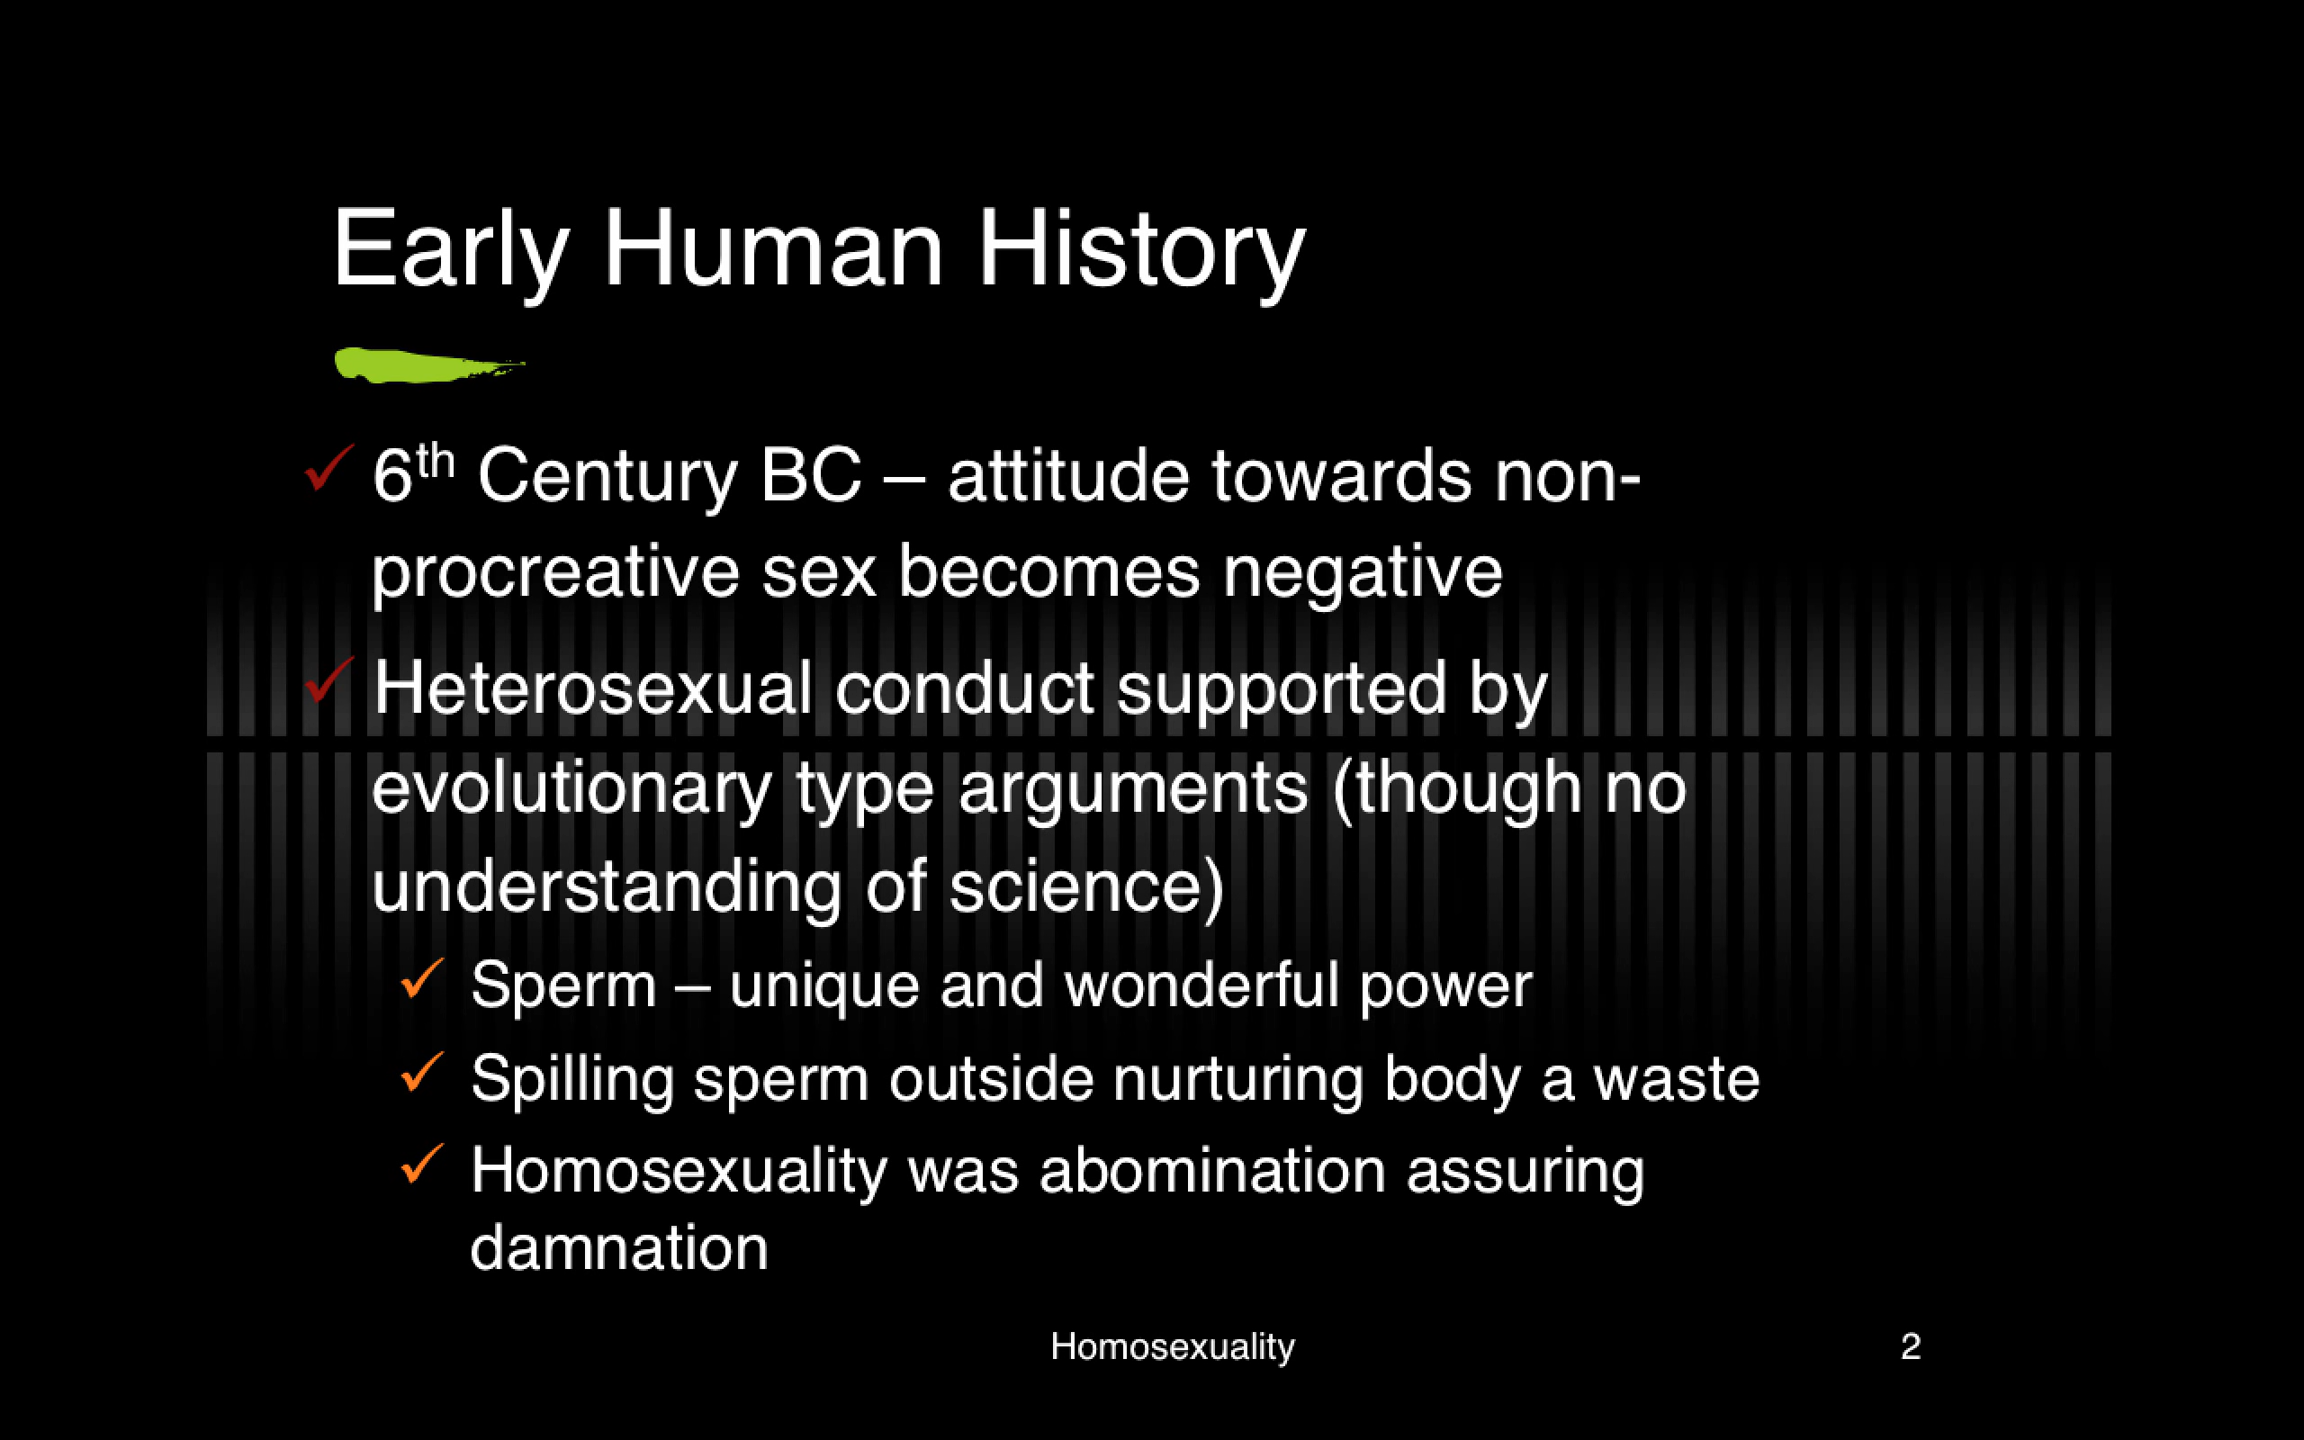 Early Human History
6th Century BC – attitude towards non-
procreative sex becomes negative
Heterosexual conduct supported by
evolutionary type arguments (though no
understanding of science)
Sperm – unique and wonderful power
Spilling sperm outside nurturing body a waste
Homosexuality was abomination assuring
damnation
Homosexuality
2